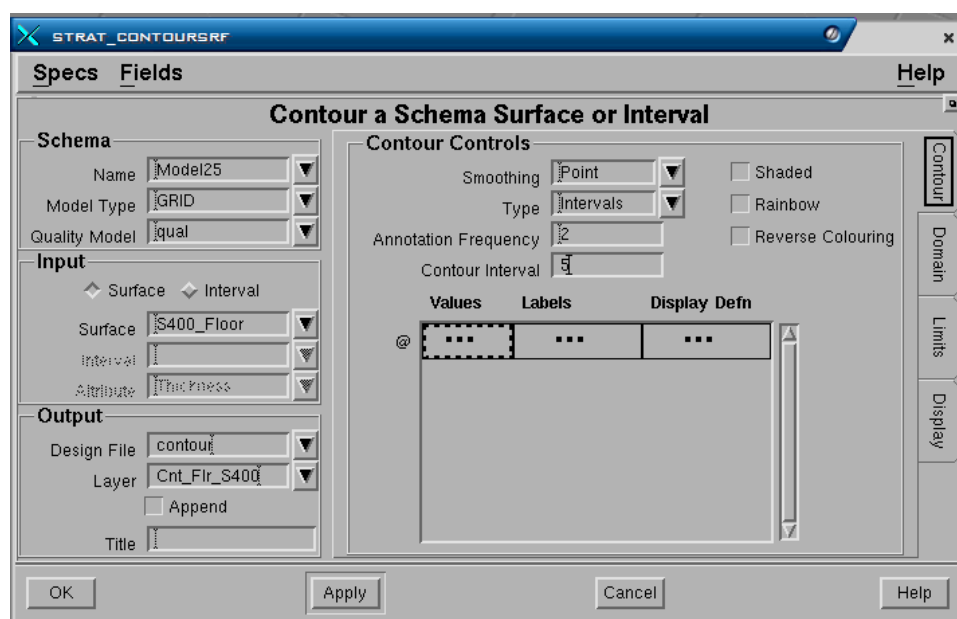 STRAT_CONTOURSRF
Specs Fields Help
Contour a Schema Surface or Interval
Schema
Name Model25
Model Type GRID
Quality Model qual
Input
Surface Interval
Surface S400_Floor
Interval
Attribute Thickness
Output
Design File contour
Layer Cnt_Flr_S400
Append
Title
Contour Controls
Smoothing Point
Type Intervals
Annotation Frequency 2
Contour Interval 5
Shaded
Rainbow
Reverse Colouring
Values Labels Display Defn
@ ... ... ...
Contour
Domain
Limits
Display
OK Apply Cancel Help